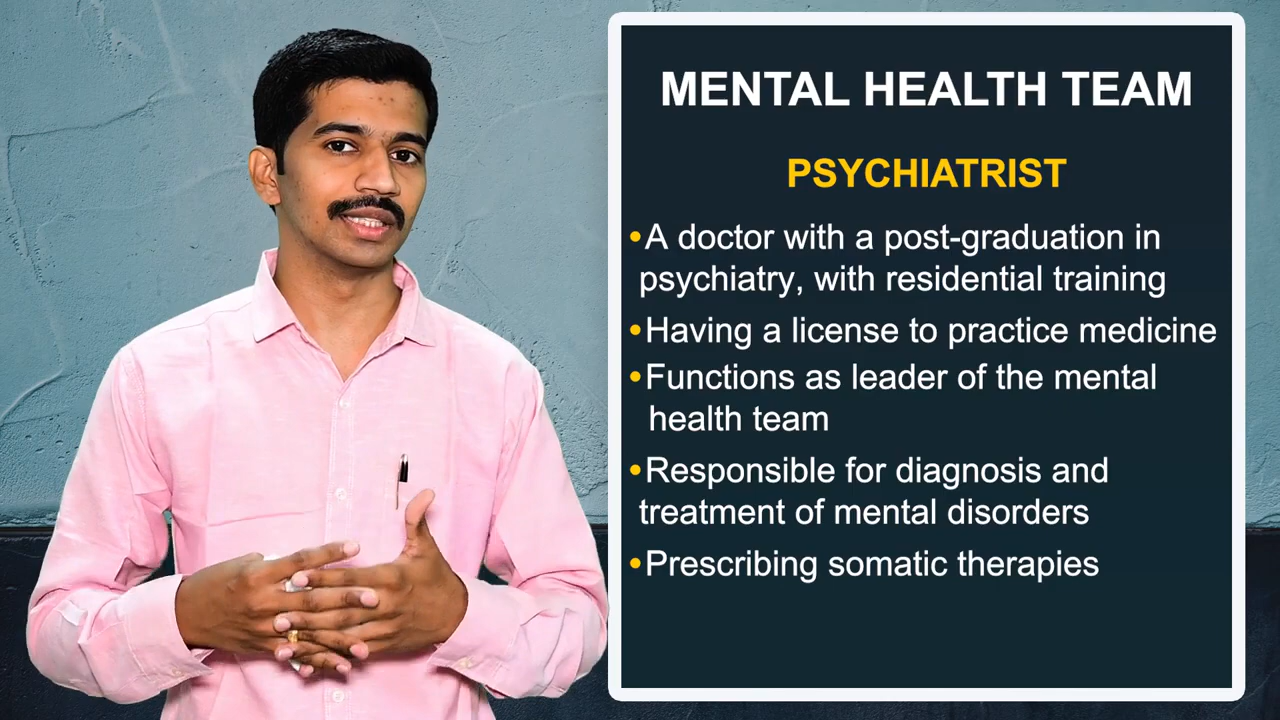 MENTAL HEALTH TEAM
PSYCHIATRIST
•A doctor with a post-graduation in
psychiatry, with residential training
•Having a license to practice medicine
•Functions as leader of the mental
health team
•Responsible for diagnosis and
treatment of mental disorders
•Prescribing somatic therapies